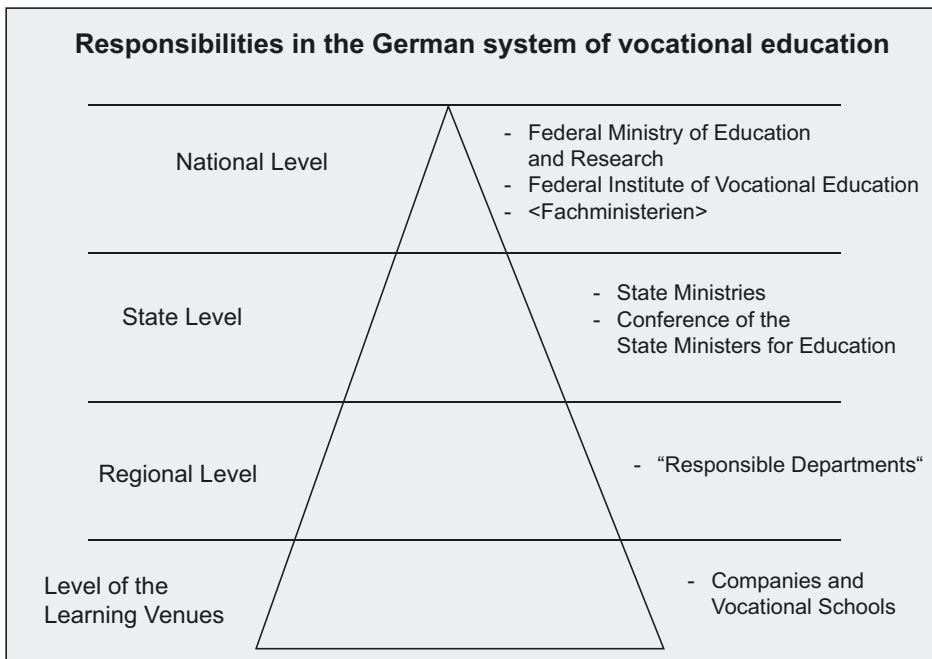 Responsibilities in the German system of vocational education
National Level
- Federal Ministry of Education
and Research
- Federal Institute of Vocational Education
- <Fachministerien>
State Level
- State Ministries
- Conference of the
State Ministers for Education
Regional Level
- “Responsible Departments“
Level of the
Learning Venues
- Companies and
Vocational Schools